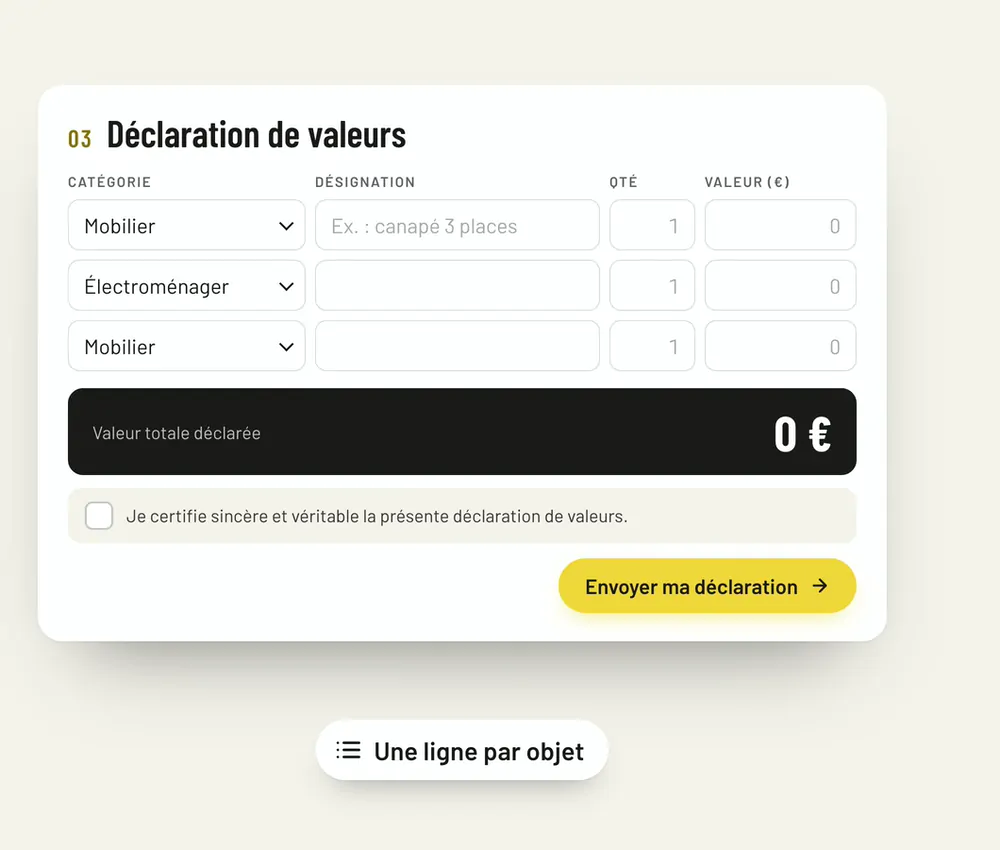 03 Déclaration de valeurs
CATÉGORIE DÉSIGNATION QTÉ VALEUR (€)
Mobilier Ex. : canapé 3 places 1 0
Électroménager 1 0
Mobilier 1 0
Valeur totale déclarée 0 €
Je certifie sincère et véritable la présente déclaration de valeurs.
Envoyer ma déclaration →
Une ligne par objet